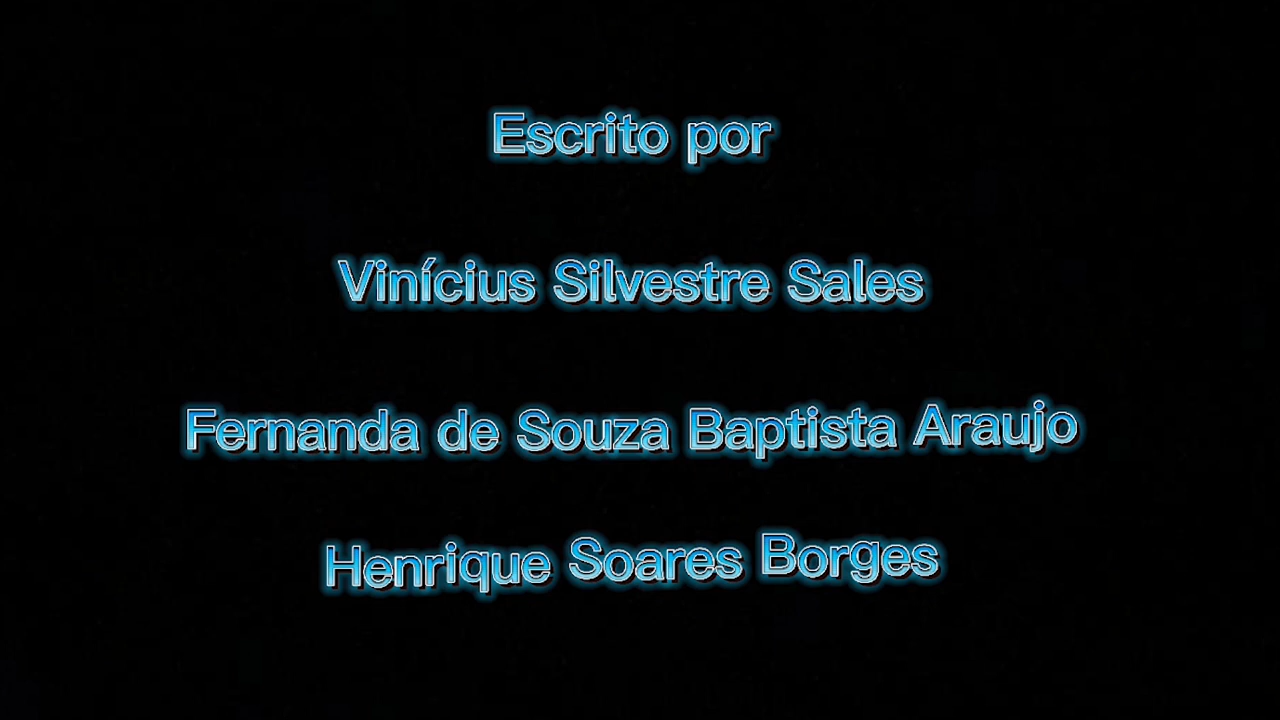 Escrito por
Vinícius Silvestre Sales
Fernanda de Souza Baptista Araujo
Henrique Soares Borges